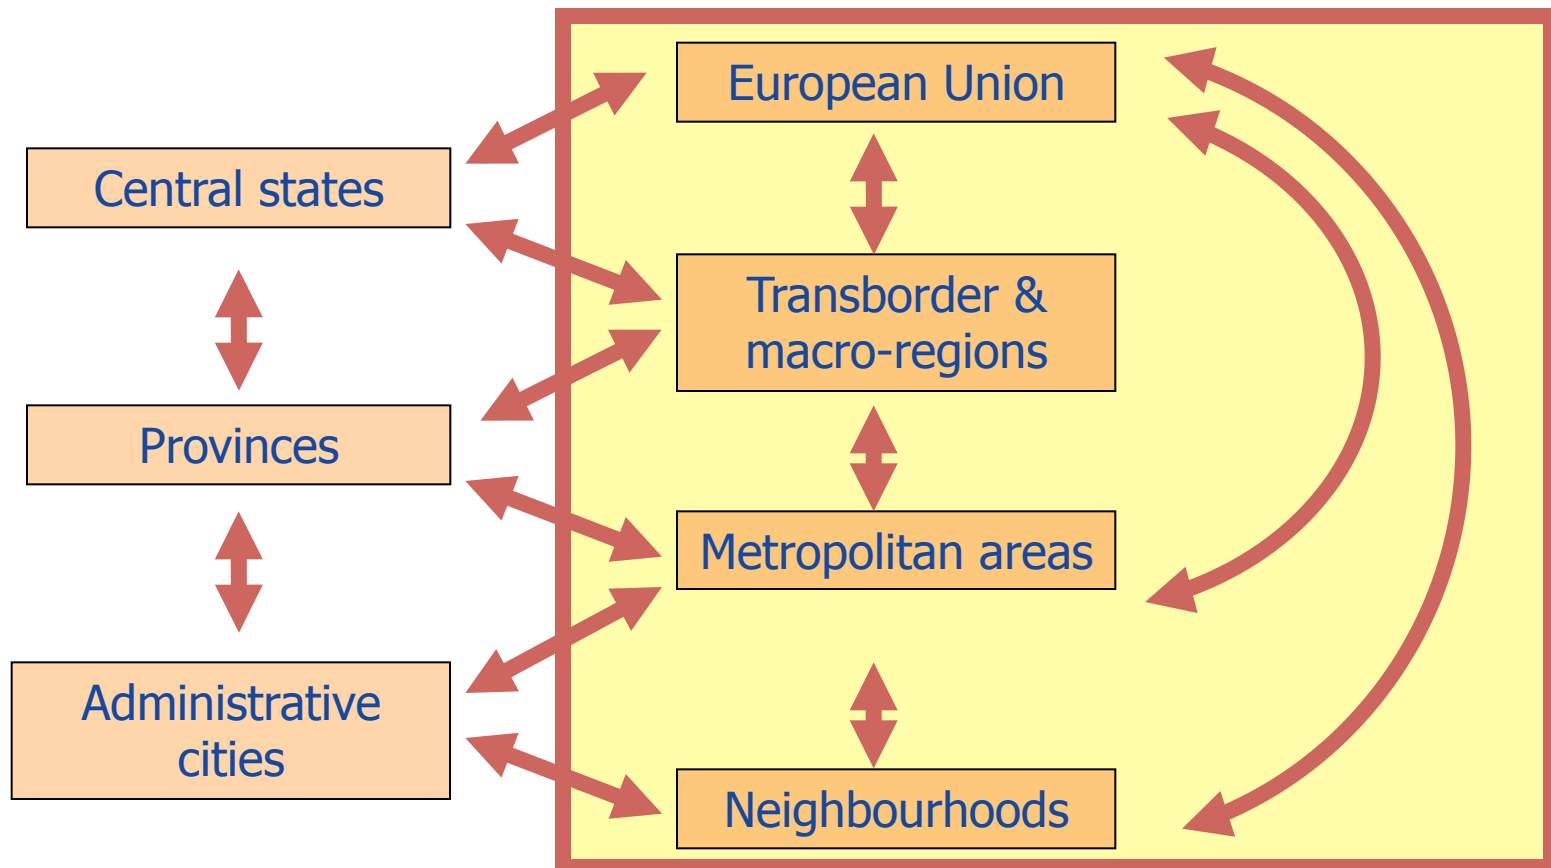 European Union
Central states
Transborder &
macro-regions
Provinces
Metropolitan areas
Administrative
cities
Neighbourhoods